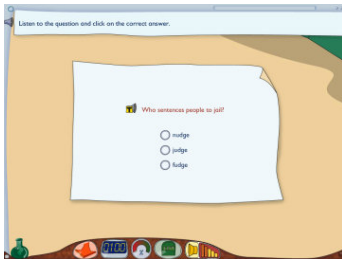 Listen to the question and click on the correct answer.
Who sentences people to jail?
nudge
judge
fudge